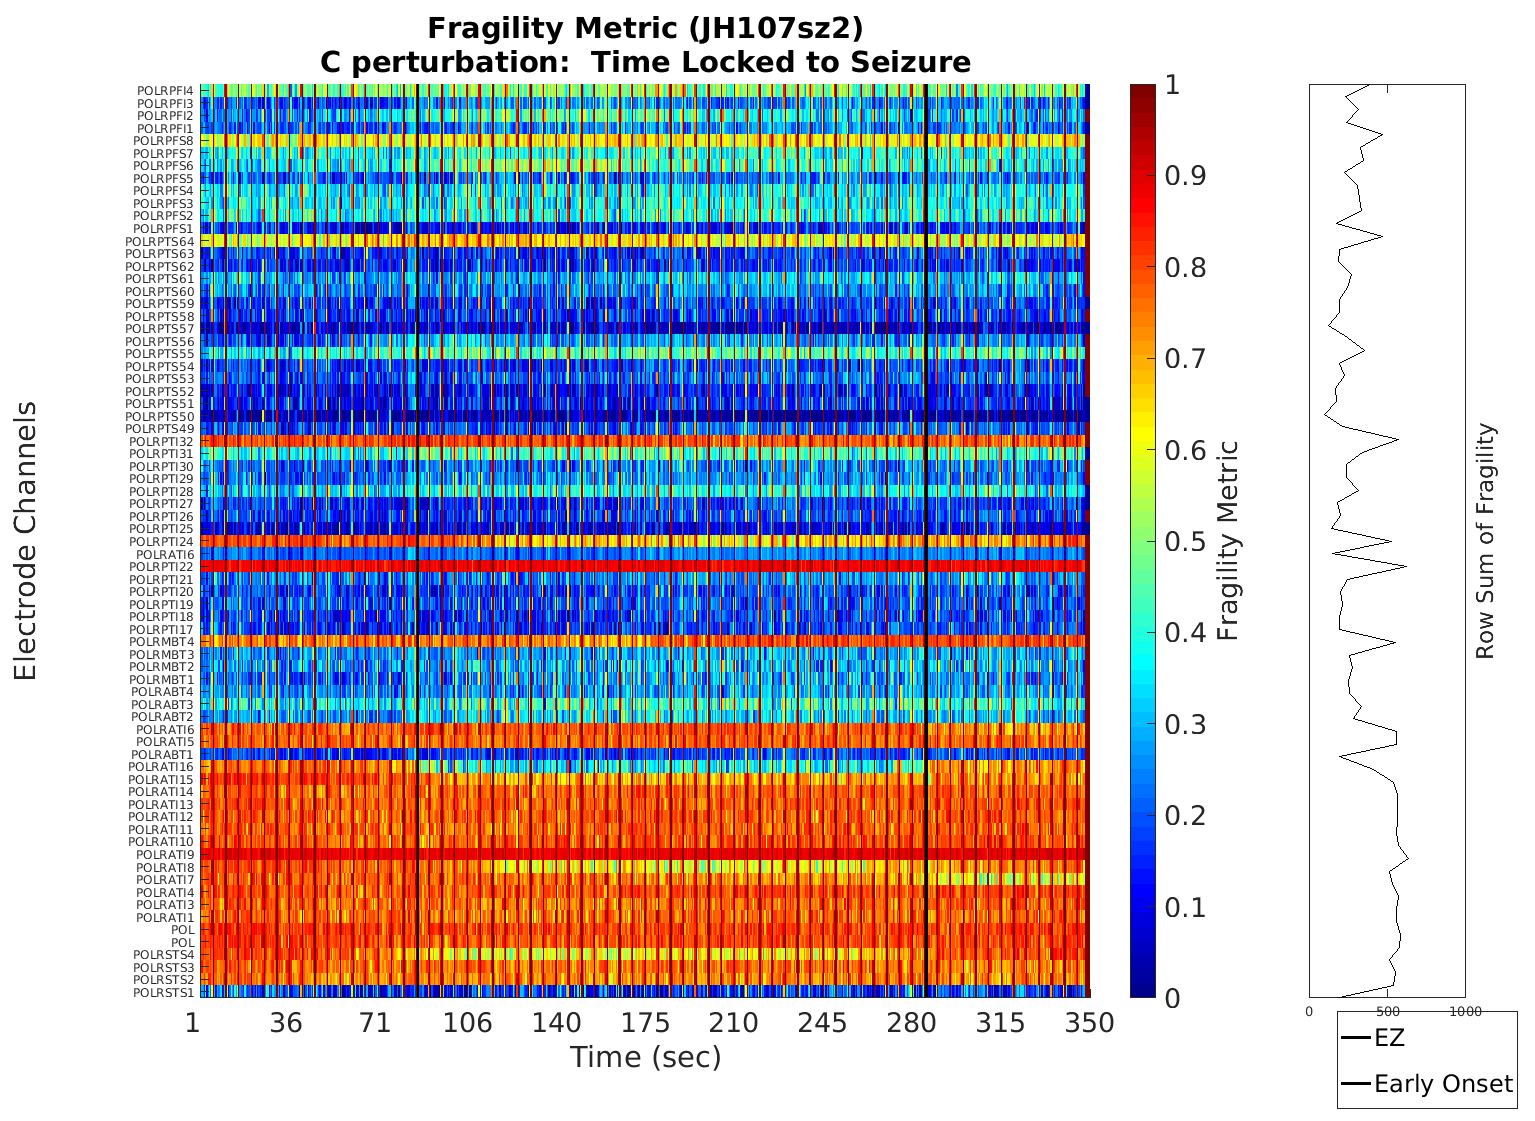 Fragility Metric (JH107sz2)
C perturbation:  Time Locked to Seizure
Electrode Channels
POLRPFI4
POLRPFI3
POLRPFI2
POLRPFI1
POLRPFS8
POLRPFS7
POLRPFS6
POLRPFS5
POLRPFS4
POLRPFS3
POLRPFS2
POLRPFS1
POLRPTS64
POLRPTS63
POLRPTS62
POLRPTS61
POLRPTS60
POLRPTS59
POLRPTS58
POLRPTS57
POLRPTS56
POLRPTS55
POLRPTS54
POLRPTS53
POLRPTS52
POLRPTS51
POLRPTS50
POLRPTS49
POLRPTI32
POLRPTI31
POLRPTI30
POLRPTI29
POLRPTI28
POLRPTI27
POLRPTI26
POLRPTI25
POLRPTI24
POLRATI6
POLRPTI22
POLRPTI21
POLRPTI20
POLRPTI19
POLRPTI18
POLRPTI17
POLRMBT4
POLRMBT3
POLRMBT2
POLRMBT1
POLRABT4
POLRABT3
POLRABT2
POLRATI6
POLRATI5
POLRABT1
POLRATI16
POLRATI15
POLRATI14
POLRATI13
POLRATI12
POLRATI11
POLRATI10
POLRATI9
POLRATI8
POLRATI7
POLRATI4
POLRATI3
POLRATI1
POL
POL
POLRSTS4
POLRSTS3
POLRSTS2
POLRSTS1
1 36 71 106 140 175 210 245 280 315 350
Time (sec)
1
0.9
0.8
0.7
0.6
0.5
0.4
0.3
0.2
0.1
0
Fragility Metric
Row Sum of Fragility
0 500 1000
EZ
Early Onset